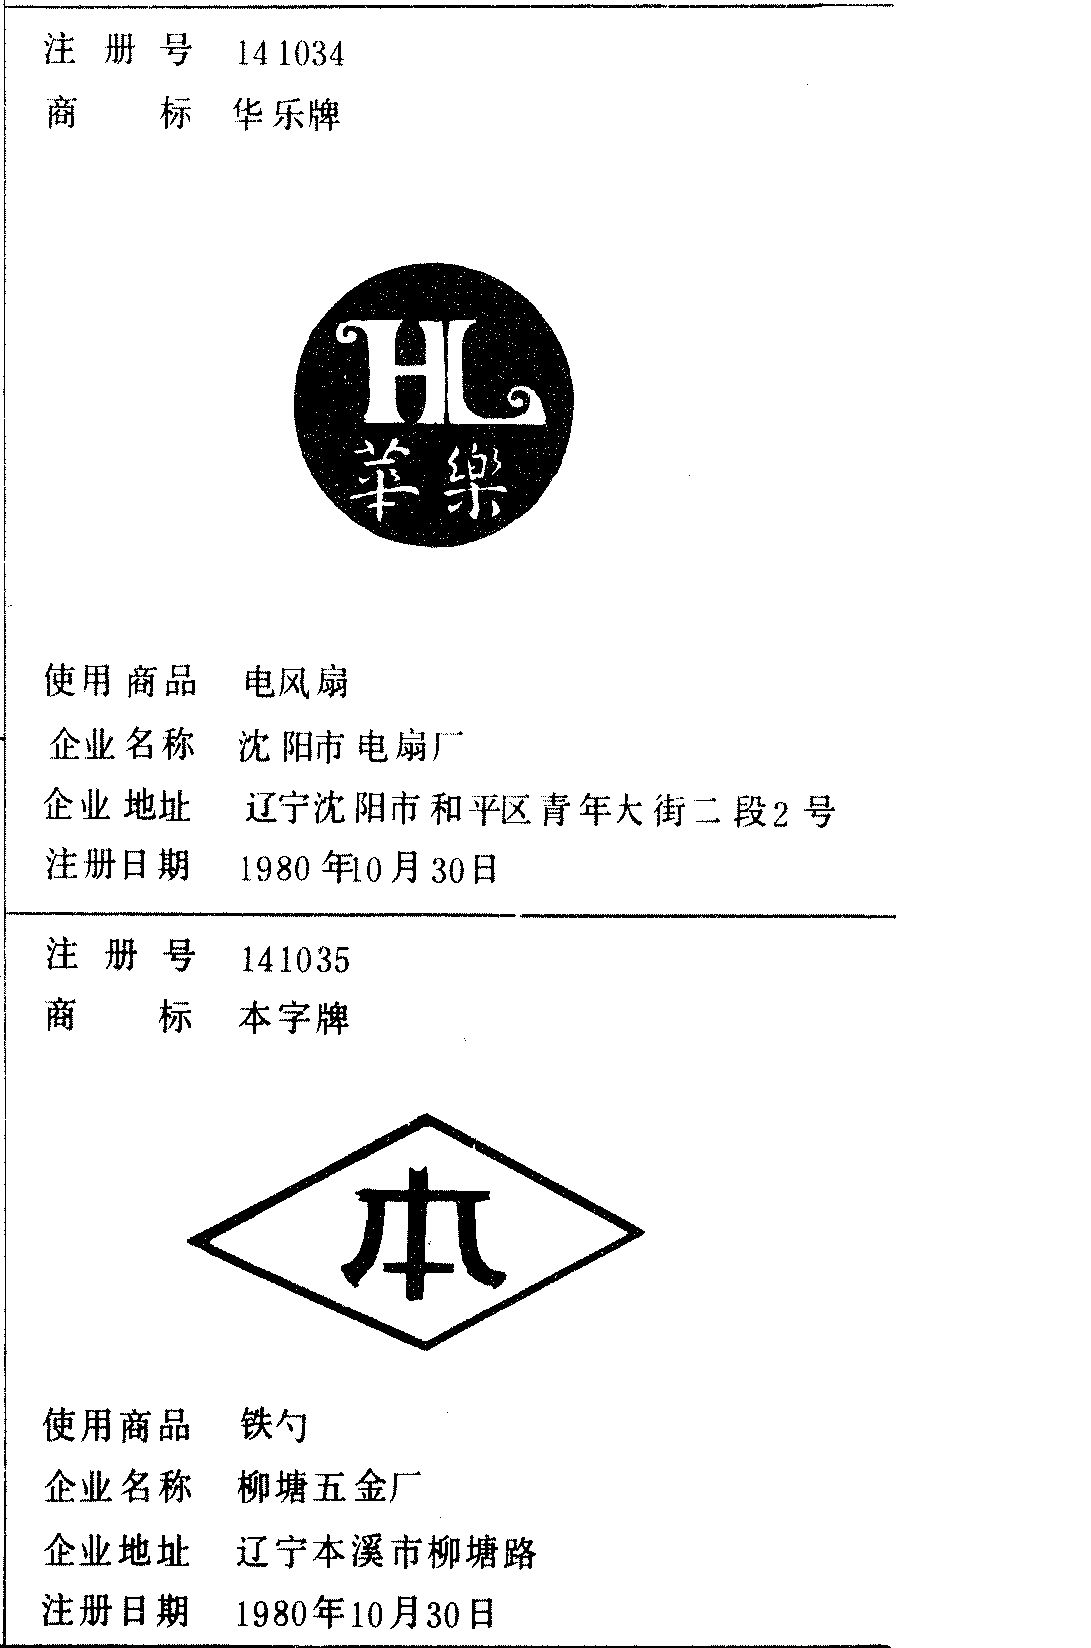 注册号 141034
商标 华乐牌
HL
華樂
使用商品 电风扇
企业名称 沈阳市电扇厂
企业地址 辽宁沈阳市和平区青年大街二段2号
注册日期 1980年10月30日
注册号 141035
商标 本字牌
本
使用商品 铁勺
企业名称 柳塘五金厂
企业地址 辽宁本溪市柳塘路
注册日期 1980年10月30日